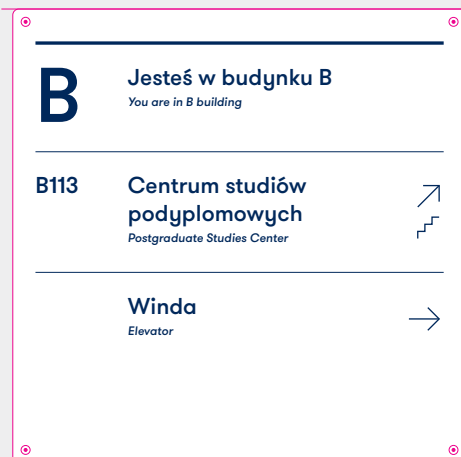 B
Jesteś w budynku B
You are in B building
B113
Centrum studiów
podyplomowych
Postgraduate Studies Center
Winda
Elevator